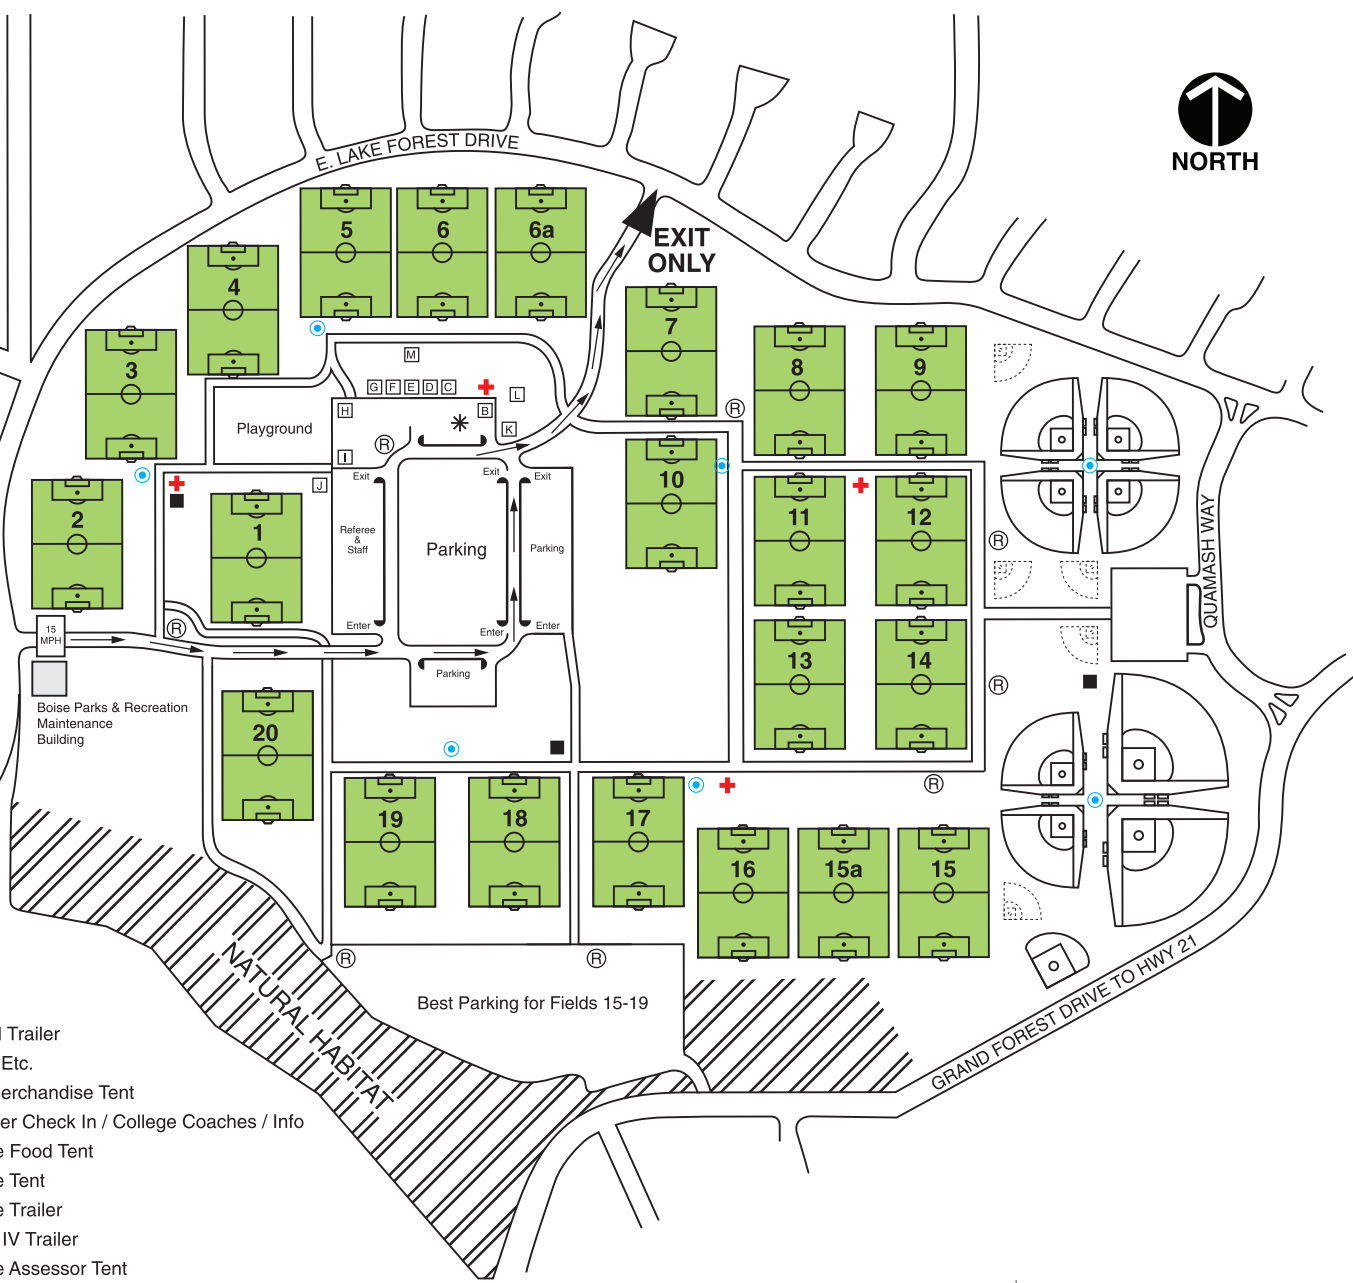 E. LAKE FOREST DRIVE
NORTH
5
6
6a
EXIT
ONLY
4
7
3
8
9
M
G F E D C
L
H
B
K
Playground
R
R
I
J
Exit
Exit
Exit
2
1
10
11
12
Referee
&
Staff
Parking
Parking
R
QUAMASH WAY
Enter
Enter
Enter
15
MPH
R
13
14
Parking
R
Boise Parks & Recreation
Maintenance
Building
20
R
19
18
17
16
15a
15
NATURAL HABITAT
R
R
Best Parking for Fields 15-19
GRAND FOREST DRIVE TO HWY 21
Trailer
Etc.
erchandise Tent
er Check In / College Coaches / Info
e Food Tent
e Tent
e Trailer
IV Trailer
e Assessor Tent